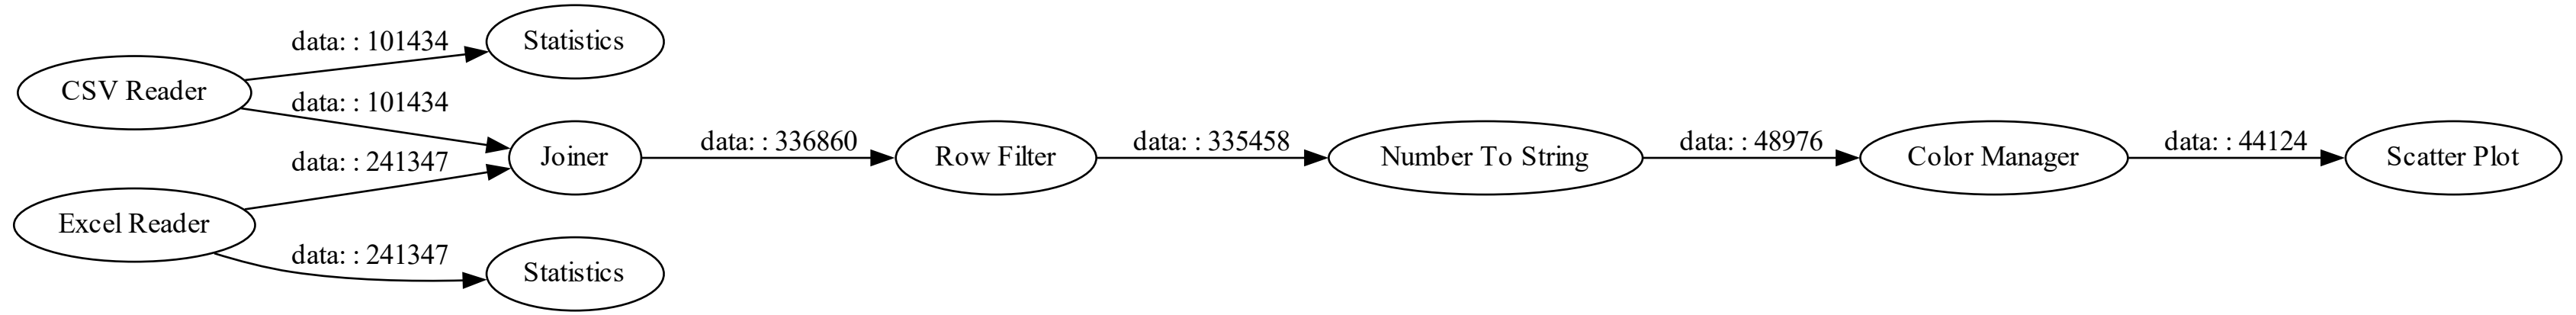 data: : 101434
Statistics
CSV Reader
data: : 101434
Joiner
data: : 336860
Row Filter
data: : 335458
Number To String
data: : 48976
Color Manager
data: : 44124
Scatter Plot
data: : 241347
Excel Reader
data: : 241347
Statistics